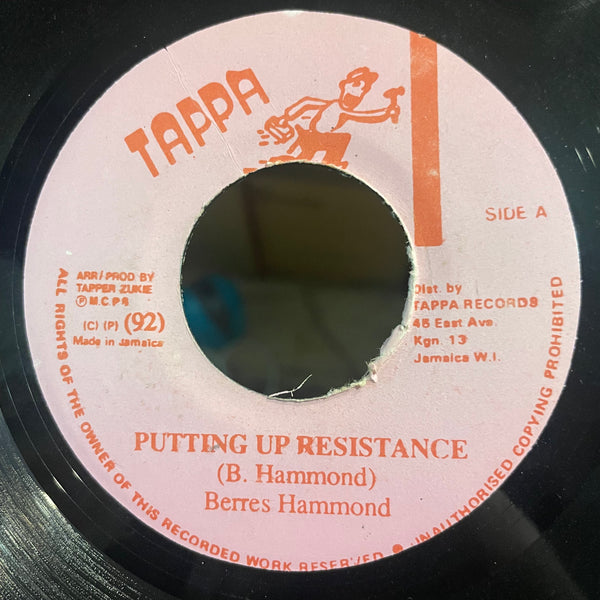 TAPPA
SIDE A
ARR/PROD BY
TAPPER ZUKIE
Ⓟ M.C.P.S
(C) (P) (92)
Made in Jamaica
Dist. by
TAPPA RECORDS
45 East Ave.
Kgn. 13
Jamaica W.I.
PUTTING UP RESISTANCE
(B. Hammond)
Berres Hammond
ALL RIGHTS OF THE OWNER OF THIS RECORDED WORK RESERVED ● UNAUTHORISED COPYING PROHIBITED